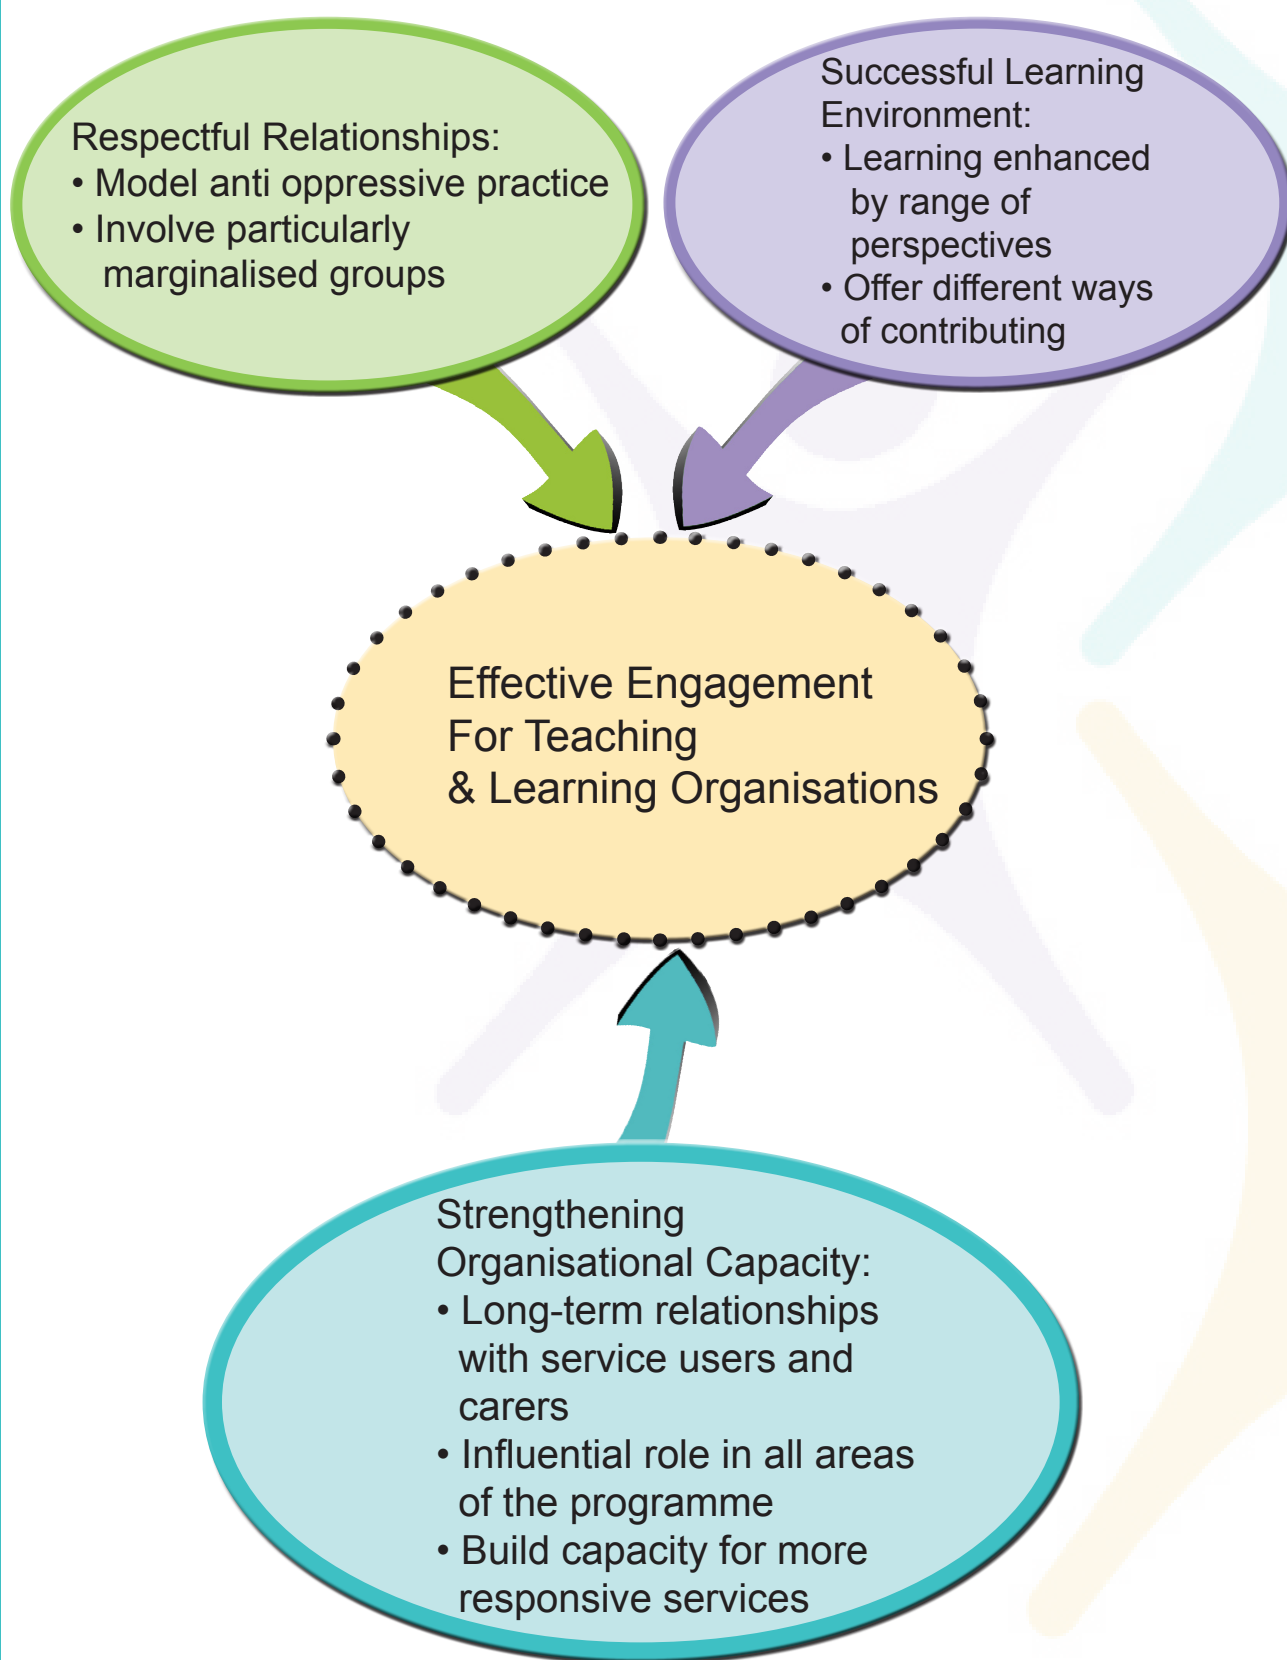 Respectful Relationships:
• Model anti oppressive practice
• Involve particularly
marginalised groups
Successful Learning
Environment:
• Learning enhanced
by range of
perspectives
• Offer different ways
of contributing
Effective Engagement
For Teaching
& Learning Organisations
Strengthening
Organisational Capacity:
• Long-term relationships
with service users and
carers
• Influential role in all areas
of the programme
• Build capacity for more
responsive services